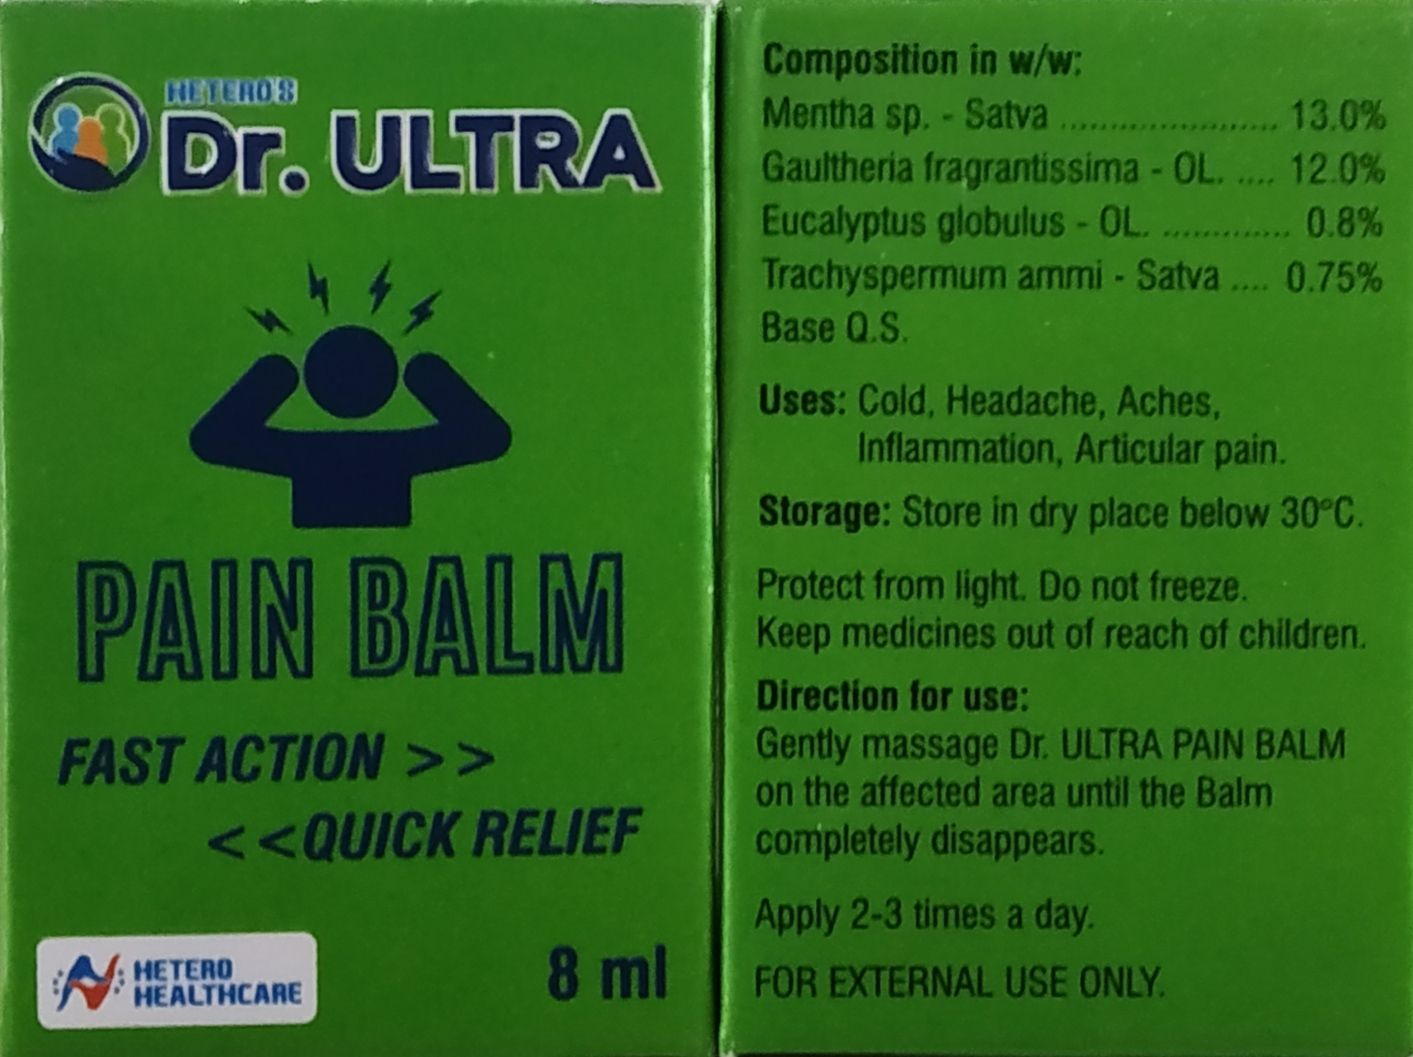 HETERO'S
Dr. ULTRA
PAIN BALM
FAST ACTION >>
<<QUICK RELIEF
HETERO
HEALTHCARE
8 ml
Composition in w/w:
Mentha sp. - Satva ...................... 13.0%
Gaultheria fragrantissima - OL. .... 12.0%
Eucalyptus globulus - OL. ............. 0.8%
Trachyspermum ammi - Satva .... 0.75%
Base Q.S.
Uses: Cold, Headache, Aches,
Inflammation, Articular pain.
Storage: Store in dry place below 30°C.
Protect from light. Do not freeze.
Keep medicines out of reach of children.
Direction for use:
Gently massage Dr. ULTRA PAIN BALM
on the affected area until the Balm
completely disappears.
Apply 2-3 times a day.
FOR EXTERNAL USE ONLY.